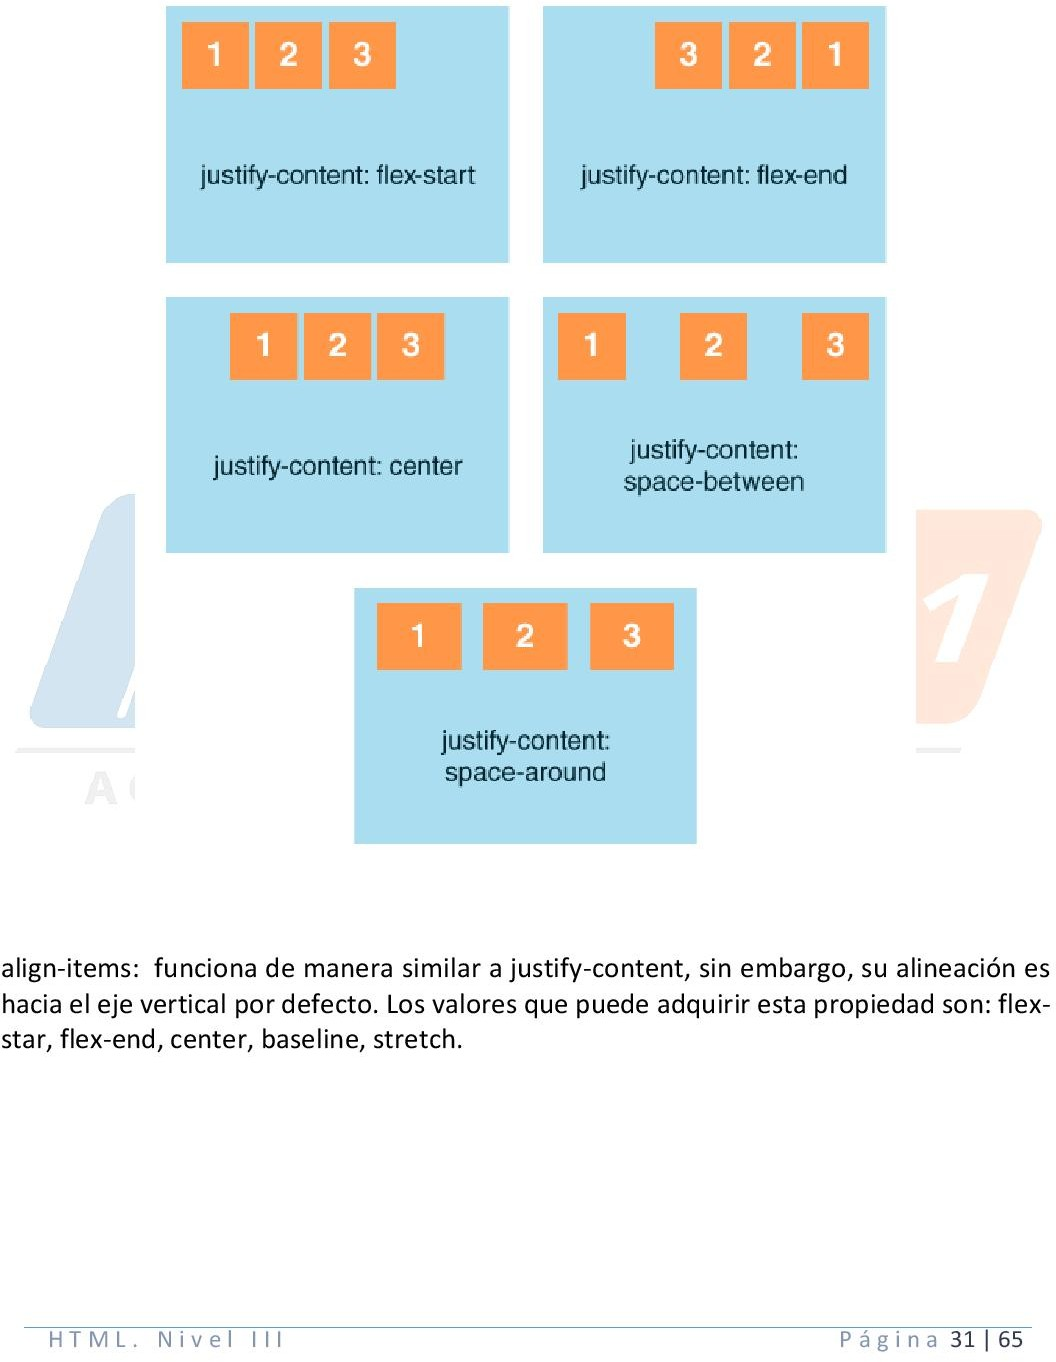 1 2 3
3 2 1
justify-content: flex-start
justify-content: flex-end
1 2 3
1 2 3
justify-content: center
justify-content:
space-between
1
1 2 3
justify-content:
space-around
A
align-items:  funciona de manera similar a justify-content, sin embargo, su alineación es
hacia el eje vertical por defecto. Los valores que puede adquirir esta propiedad son: flex-
star, flex-end, center, baseline, stretch.
HTML. Nivel III
Página 31 | 65